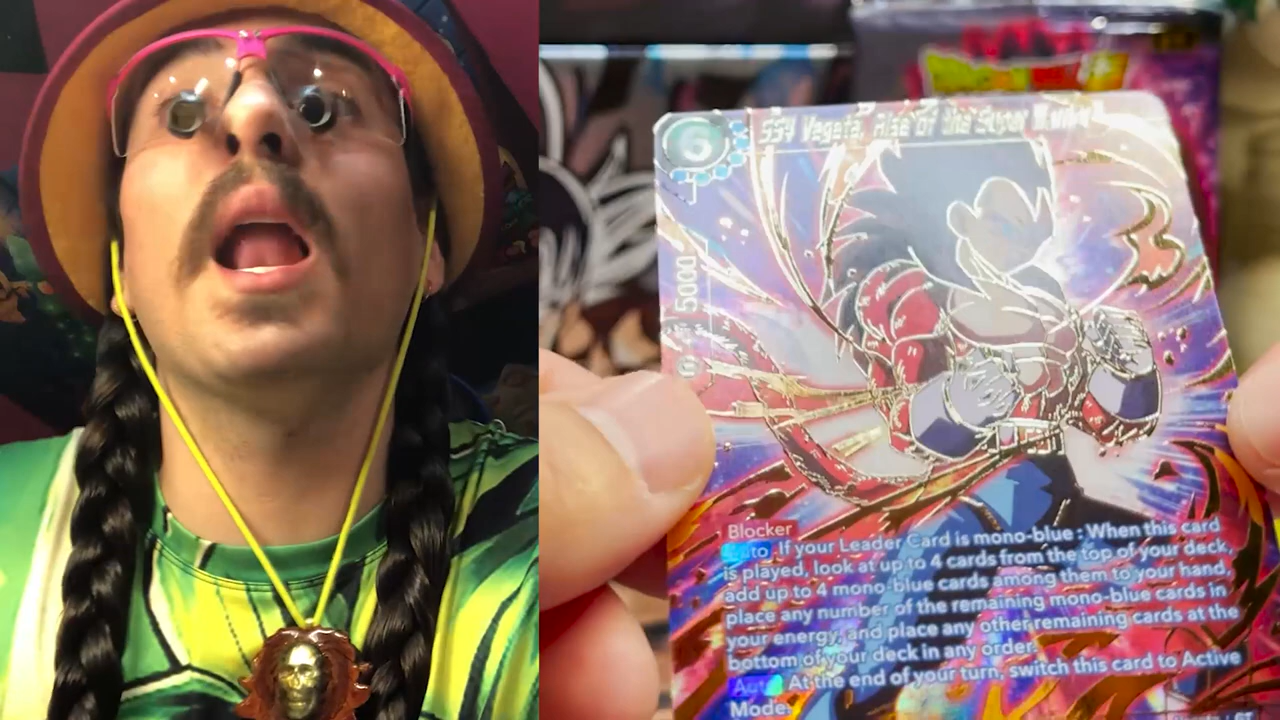 6
SS4 Vegeta, Rise of the Super
15000
Blocker
Auto If your Leader Card is mono-blue : When this card
is played, look at up to 4 cards from the top of your deck,
add up to 4 mono-blue cards among them to your hand,
place any number of the remaining mono-blue cards in
your energy, and place any other remaining cards at the
bottom of your deck in any order.
Auto At the end of your turn, switch this card to Active
Mode.